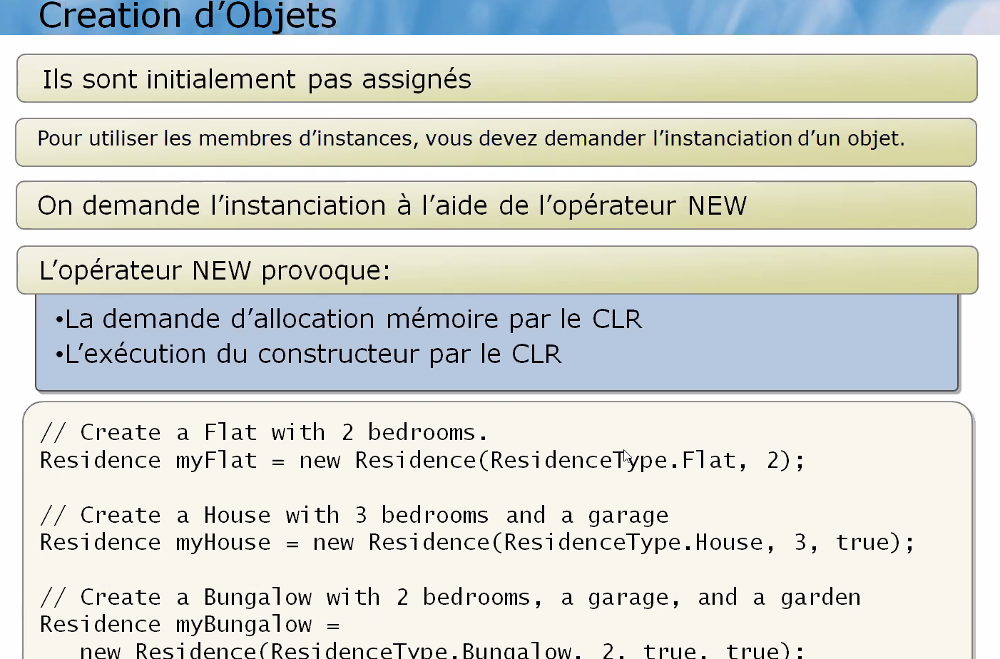 Creation d’Objets
Ils sont initialement pas assignés
Pour utiliser les membres d’instances, vous devez demander l’instanciation d’un objet.
On demande l’instanciation à l’aide de l’opérateur NEW
L’opérateur NEW provoque:
•La demande d’allocation mémoire par le CLR
•L’exécution du constructeur par le CLR
// Create a Flat with 2 bedrooms.
Residence myFlat = new Residence(ResidenceType.Flat, 2);
// Create a House with 3 bedrooms and a garage
Residence myHouse = new Residence(ResidenceType.House, 3, true);
// Create a Bungalow with 2 bedrooms, a garage, and a garden
Residence myBungalow =
new Residence(ResidenceType.Bungalow, 2, true, true);